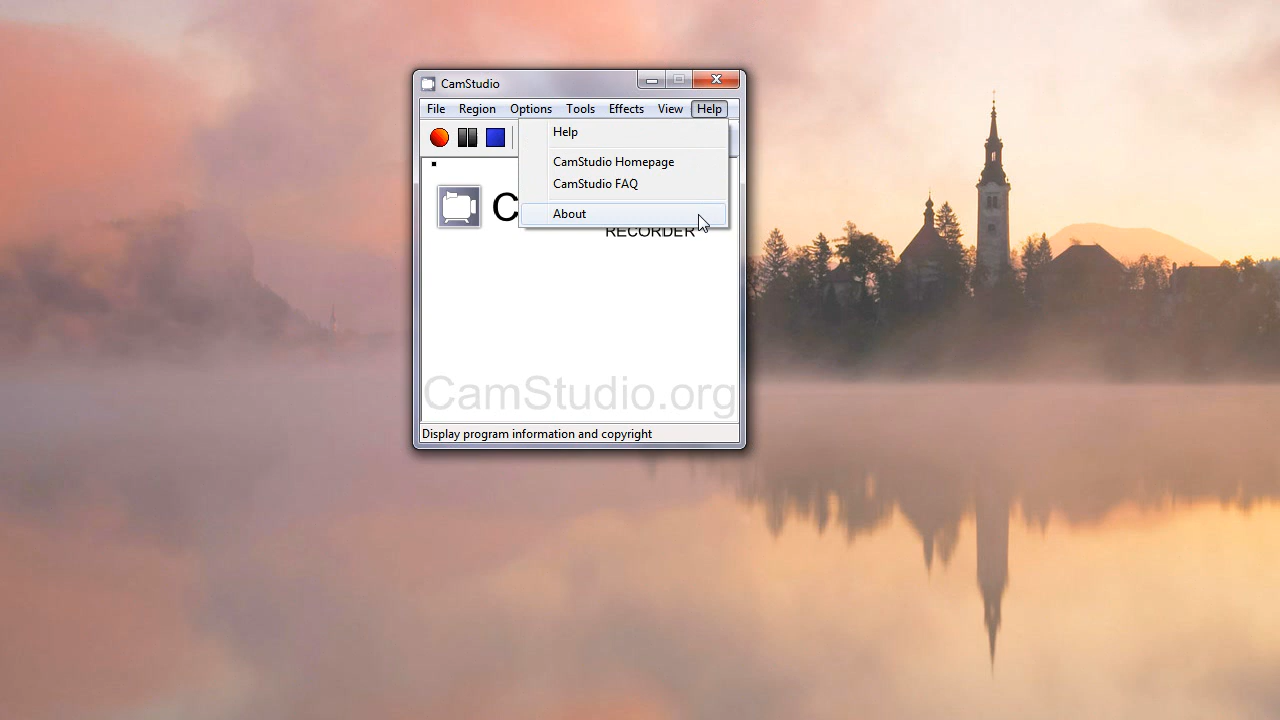 CamStudio
File Region Options Tools Effects View Help
Help
CamStudio Homepage
CamStudio FAQ
C
About
RECORDER
CamStudio.org
Display program information and copyright